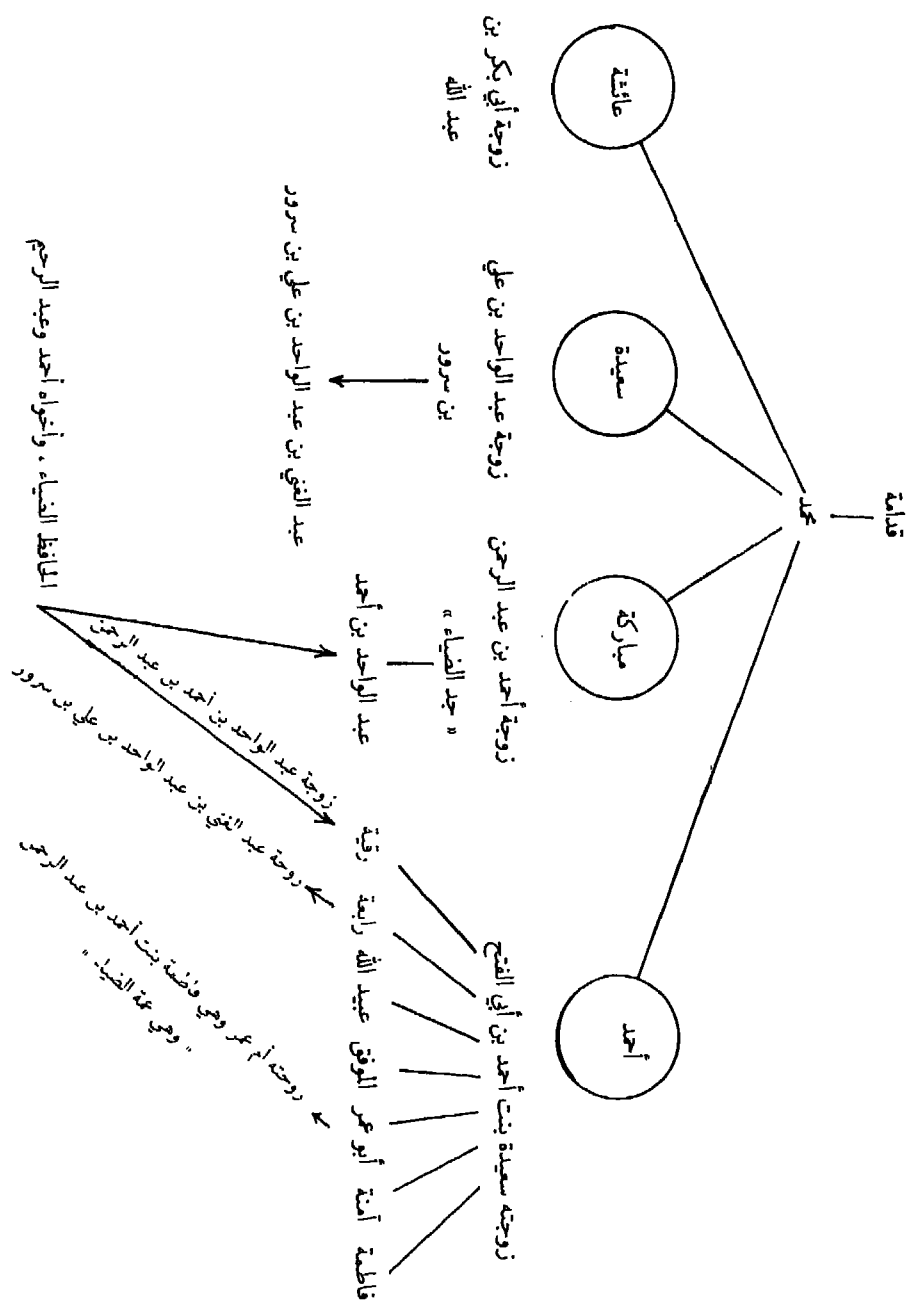 قدامة
محمد
أحمد
مباركة
سعيدة
عائشة
زوجته سعيدة بنت أحمد بن أبي الفتح
زوجة أحمد بن عبد الرحمن
« جد الضياء »
زوجة عبد الواحد بن علي
بن سرور
زوجة أبي بكر بن
عبد الله
فاطمة
آمنة
أبو عمر
الموفق
عبيد الله
رابعة
رقية
عبد الواحد بن أحمد
عبد الغني بن عبد الواحد بن علي بن سرور
زوجة عبد الواحد بن أحمد بن عبد الرحمن
زوجة عبد الغني بن عبد الواحد بن علي بن سرور
زوجته أم عمر وهي فاطمة بنت أحمد بن عبد الرحمن
« وهي عمة الضياء »
الحافظ الضياء ، وأخواه أحمد وعبد الرحيم